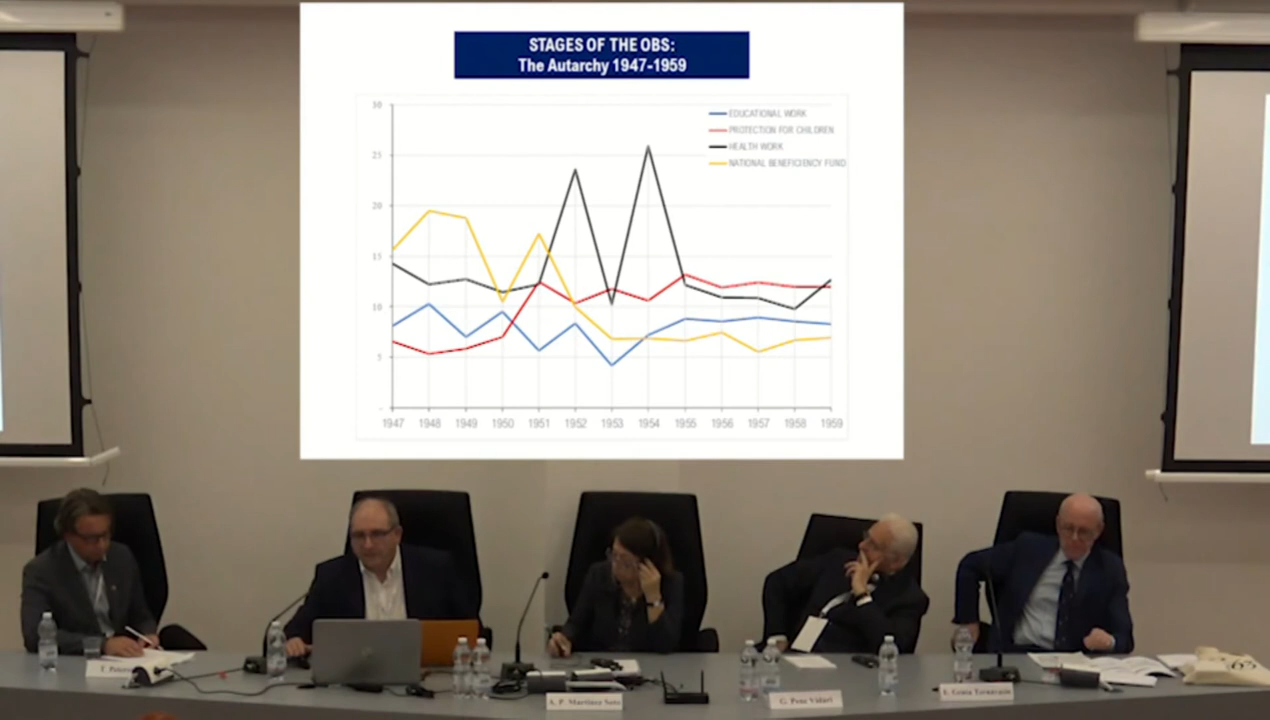 STAGES OF THE OBS:
The Autarchy 1947-1959
30
25
20
15
10
5
-
EDUCATIONAL WORK
PROTECTION FOR CHILDREN
HEALTH WORK
NATIONAL BENEFICIENCY FUND
1947 1948 1949 1950 1951 1952 1953 1954 1955 1956 1957 1958 1959
A. P. Martínez Soto
G. Pons Vidari